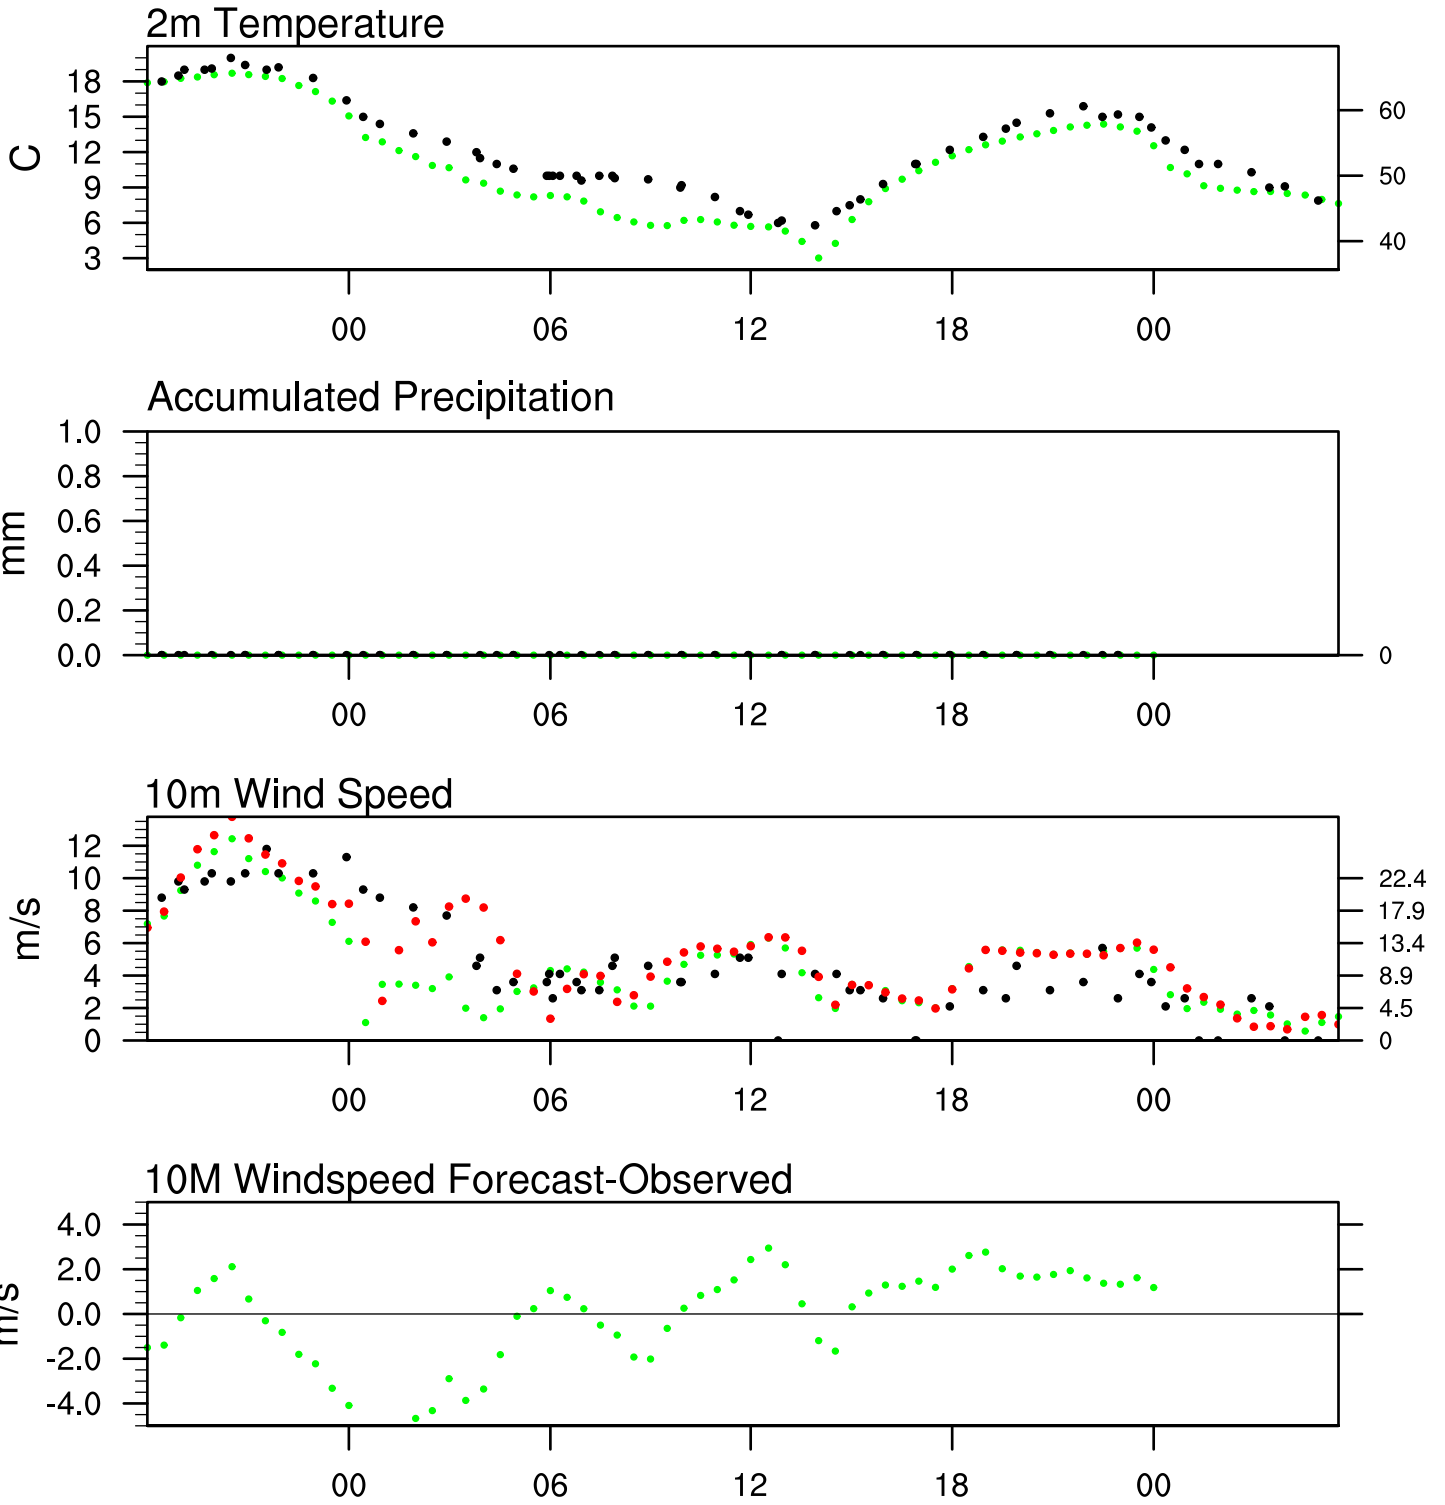 2m Temperature
18
15
12
9
6
3
C
60
50
40
00 06 12 18 00
Accumulated Precipitation
1.0
0.8
0.6
0.4
0.2
0.0
mm
0
00 06 12 18 00
10m Wind Speed
12
10
8
6
4
2
0
m/s
22.4
17.9
13.4
8.9
4.5
0
00 06 12 18 00
10M Windspeed Forecast-Observed
4.0
2.0
0.0
-2.0
-4.0
m/s
00 06 12 18 00